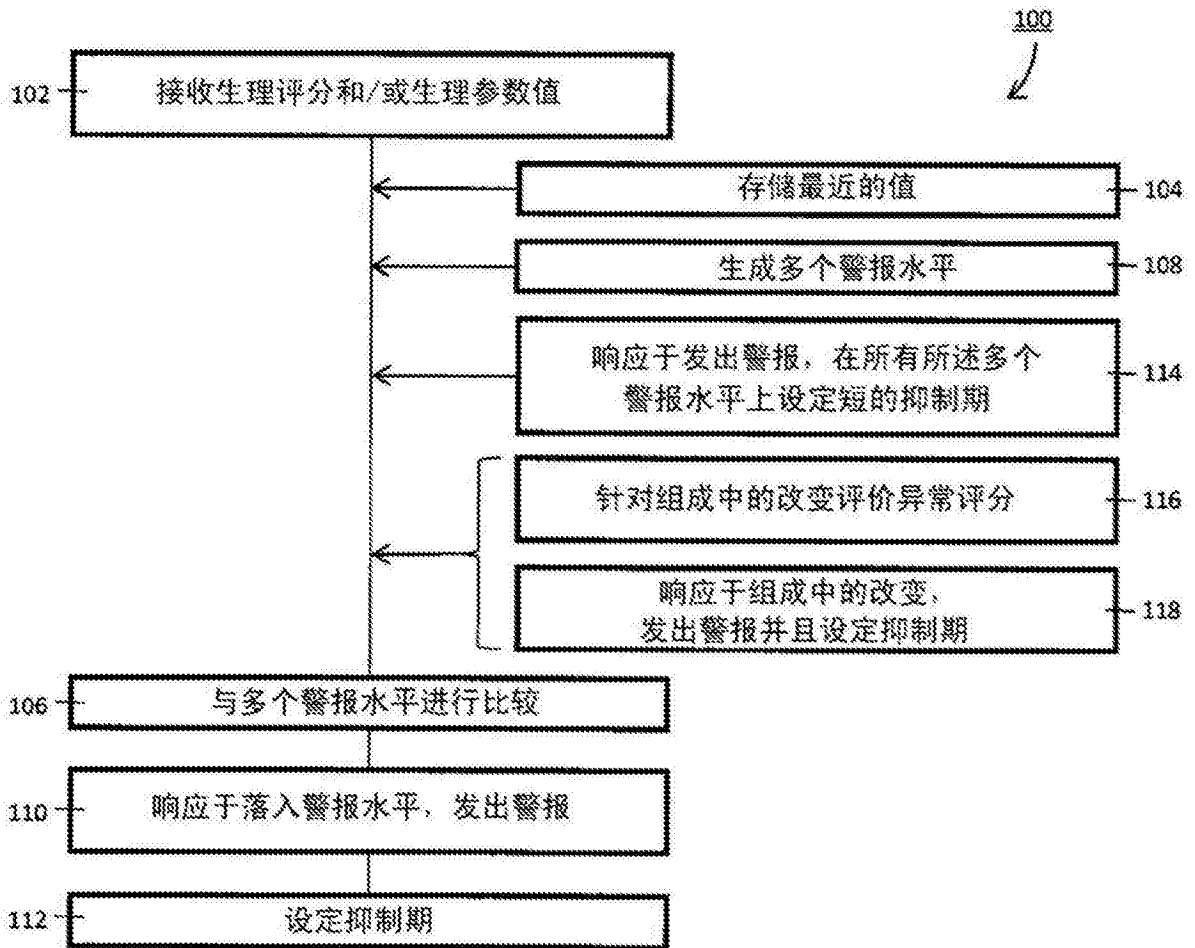 100
102
接收生理评分和/或生理参数值
存储最近的值
104
生成多个警报水平
108
响应于发出警报，在所有所述多个
警报水平上设定短的抑制期
114
针对组成中的改变评价异常评分
116
响应于组成中的改变，
发出警报并且设定抑制期
118
106
与多个警报水平进行比较
110
响应于落入警报水平，发出警报
112
设定抑制期